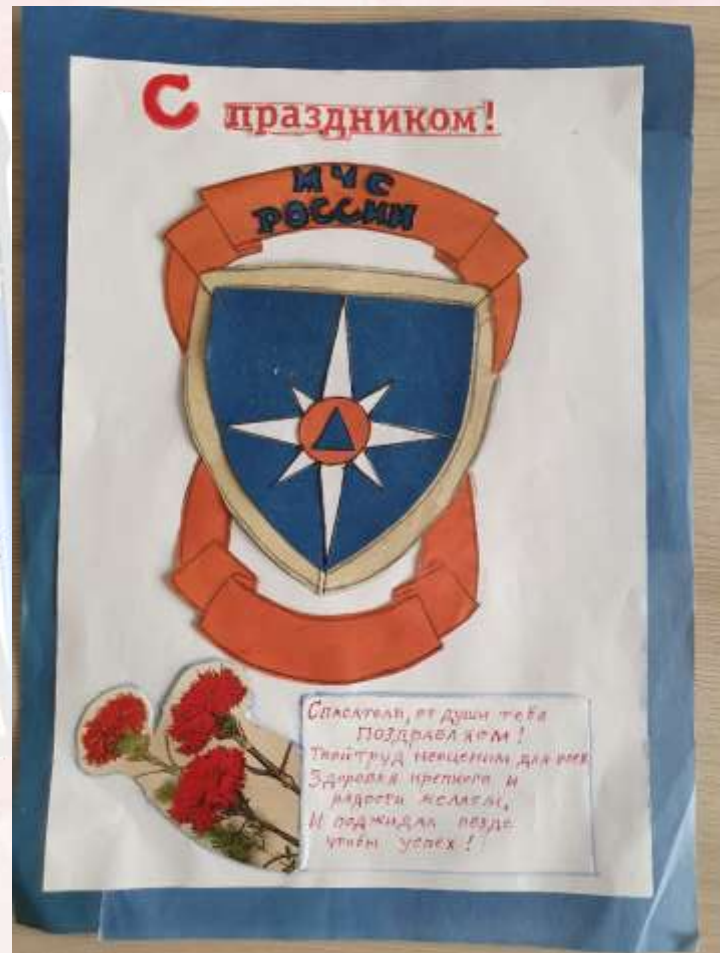 С праздником!
МЧС
РОССИИ
Спасатель, от души тебя
ПОЗДРАВЛЯЕМ!
Твой труд неоценим для всех
Здоровья крепкого и
радости желаем,
И поджидал везде
чтобы успех!